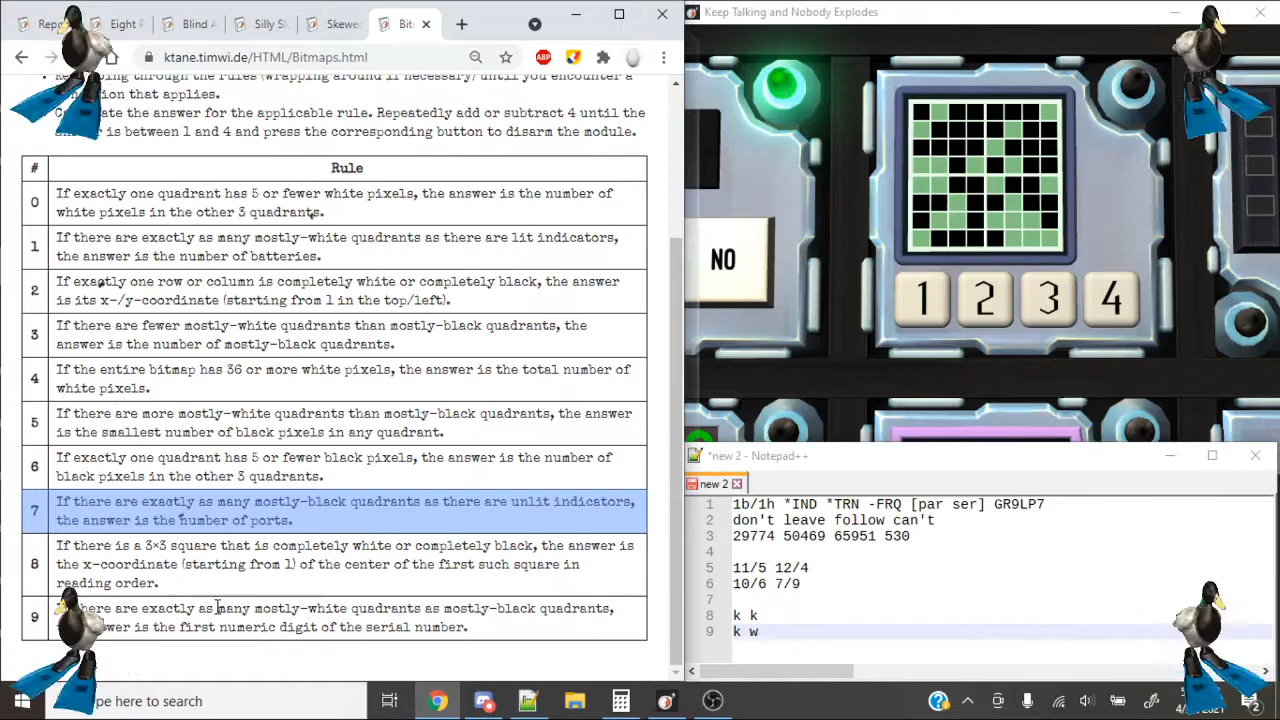 Repo
Eigh
Blind A
Silly Sl
Skewe
Bit
Keep Talking and Nobody Explodes
ktane.timwi.de/HTML/Bitmaps.html
ABP
through the rules (wrapping around if necessary) until you encounter a
that applies.
the answer for the applicable rule. Repeatedly add or subtract 4 until the
is between 1 and 4 and press the corresponding button to disarm the module.
# Rule
0 If exactly one quadrant has 5 or fewer white pixels, the answer is the number of
white pixels in the other 3 quadrants.
1 If there are exactly as many mostly-white quadrants as there are lit indicators,
the answer is the number of batteries.
2 If exactly one row or column is completely white or completely black, the answer
is its x-/y-coordinate (starting from 1 in the top/left).
3 If there are fewer mostly-white quadrants than mostly-black quadrants, the
answer is the number of mostly-black quadrants.
4 If the entire bitmap has 36 or more white pixels, the answer is the total number of
white pixels.
5 If there are more mostly-white quadrants than mostly-black quadrants, the answer
is the smallest number of black pixels in any quadrant.
6 If exactly one quadrant has 5 or fewer black pixels, the answer is the number of
black pixels in the other 3 quadrants.
7 If there are exactly as many mostly-black quadrants as there are unlit indicators,
the answer is the number of ports.
8 If there is a 3×3 square that is completely white or completely black, the answer is
the x-coordinate (starting from 1) of the center of the first such square in
reading order.
9 here are exactly as many mostly-white quadrants as mostly-black quadrants,
wer is the first numeric digit of the serial number.
NO
1 2 3 4
*new 2 - Notepad++
new 2
1 1b/1h *IND *TRN -FRQ [par ser] GR9LP7
2 don't leave follow can't
3 29774 50469 65951 530
4
5 11/5 12/4
6 10/6 7/9
7
8 k k
9 k w
pe here to search
2